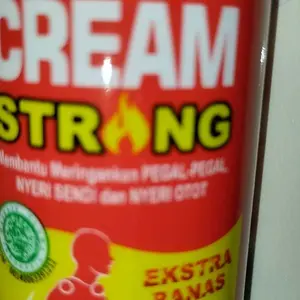 CREAM
STRONG
Membantu Meringankan PEGAL-PEGAL,
NYERI SENDI dan NYERI OTOT
EKSTRA
PANAS